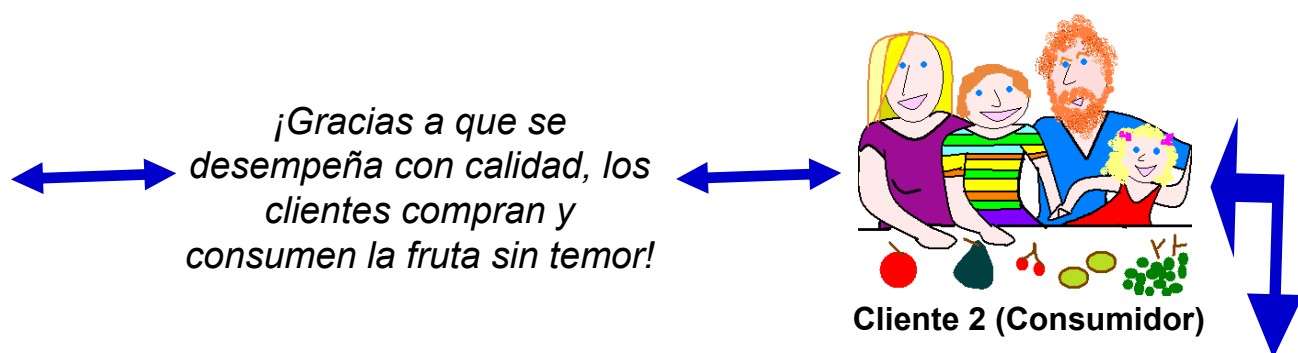 ¡Gracias a que se
desempeña con calidad, los
clientes compran y
consumen la fruta sin temor!
Cliente 2 (Consumidor)